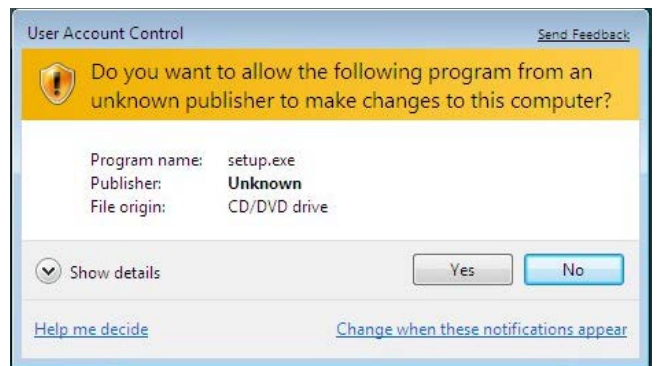 User Account Control
Send Feedback
Do you want to allow the following program from an
unknown publisher to make changes to this computer?
Program name: setup.exe
Publisher: Unknown
File origin: CD/DVD drive
Show details
Yes
No
Help me decide
Change when these notifications appear